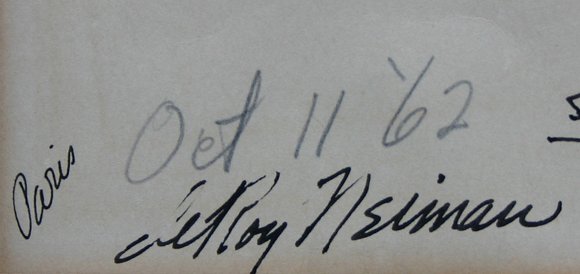 Oct 11 '62
Paris
LeRoy Neiman